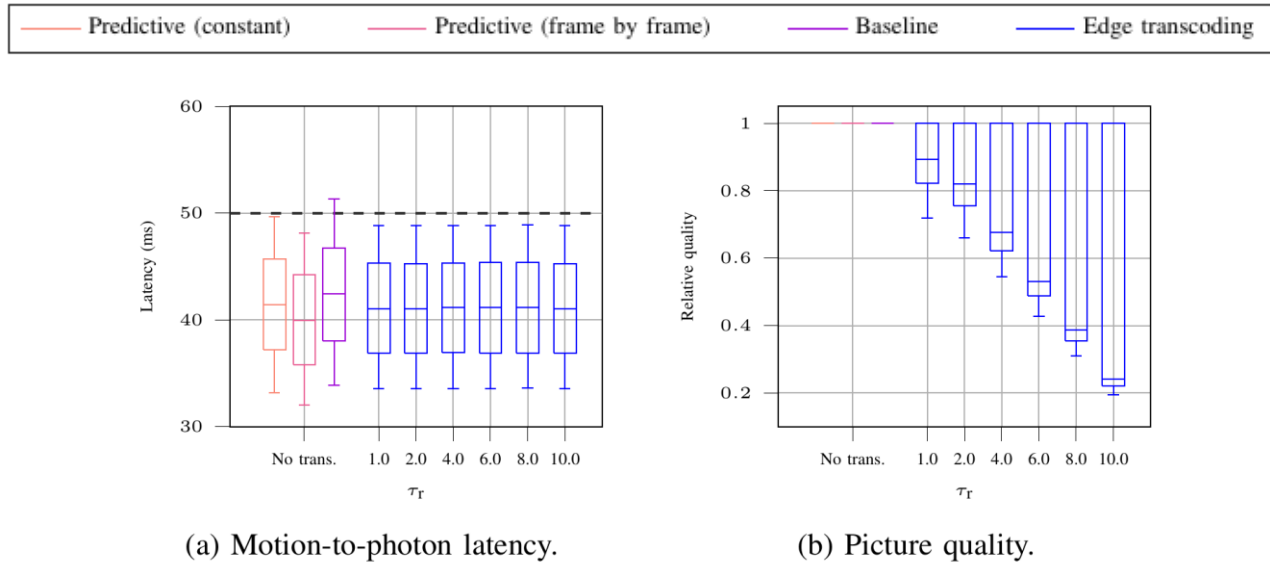 Predictive (constant) Predictive (frame by frame) Baseline Edge transcoding
60
50
40
30
Latency (ms)
No trans. 1.0 2.0 4.0 6.0 8.0 10.0
τr
(a) Motion-to-photon latency.
1
0.8
0.6
0.4
0.2
Relative quality
No trans. 1.0 2.0 4.0 6.0 8.0 10.0
τr
(b) Picture quality.